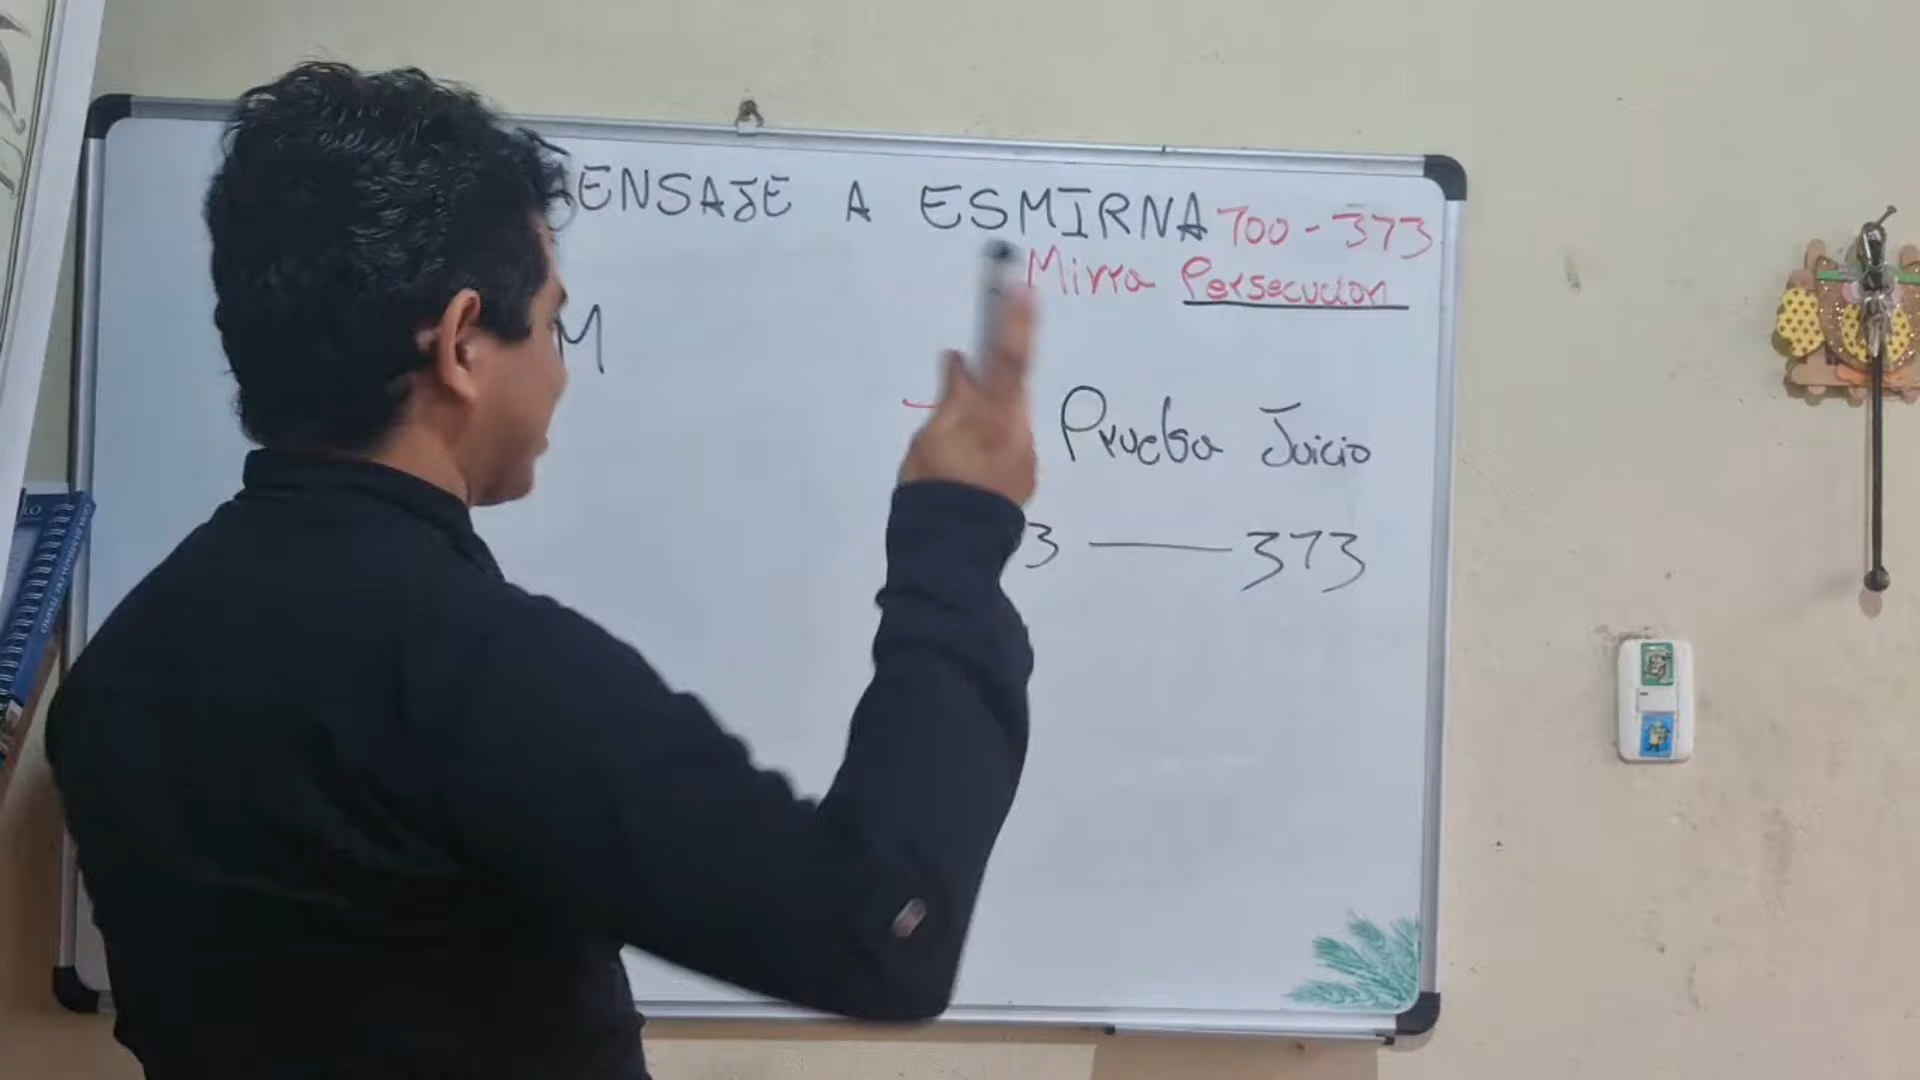 ENSAJE A ESMIRNA 700-373
Mirra Persecucion
M
Prueba Juicio
3 — 373